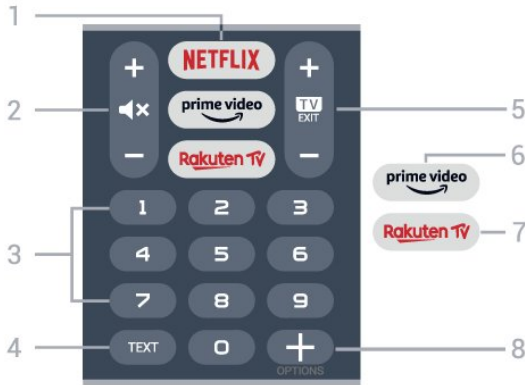 1
NETFLIX
+ +
2
prime video
TV
EXIT
5
- -
Rakuten TV
6
prime video
1 2 3
Rakuten TV
7
3
4 5 6
7 8 9
4
TEXT 0 +
8
OPTIONS